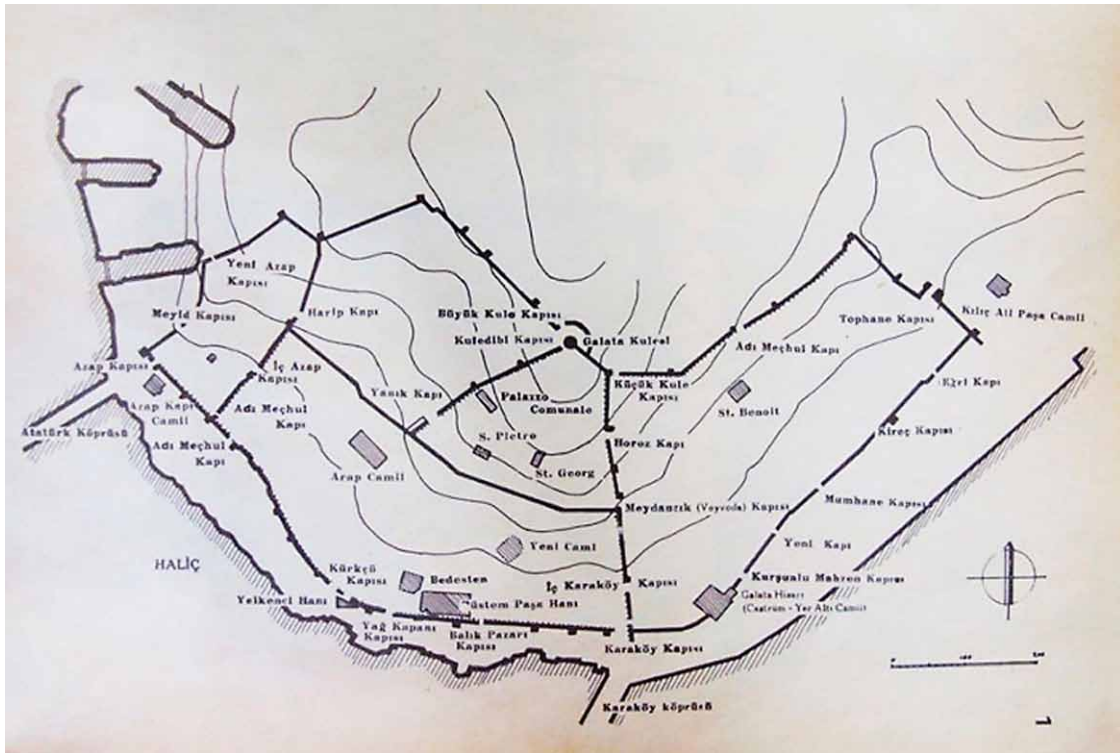 Yeni Azap
Kapısı
Meyid Kapısı
Harip Kapı
Büyük Kule Kapısı
Kuledibi Kapısı
Galata Kulesi
Tophane Kapısı
Kılıç Ali Paşa Camii
Adı Meçhul Kapı
Azap Kapısı
İç Azap
Kapısı
Yanık Kapı
Palazzo
Comunale
Küçük Kule
Kapısı
St. Benoit
Eğri Kapı
Arap Kapı
Camii
Adı Meçhul
Kapı
Kireç Kapısı
Atatürk Köprüsü
Adı Meçhul
Kapı
Arap Camii
S. Pietro
St. Georg
Horoz Kapı
Meydancık (Voyvoda) Kapısı
Mumhane Kapısı
Yeni Kapı
HALİÇ
Yeni Cami
Kürkçü
Kapısı
Bedesten
İç Karaköy Kapısı
Kurşunlu Mahzen Kapısı
Galata Hisarı
(Castrum - Yer Altı Camii)
Yelkenci Hanı
Rüstem Paşa Hanı
Yağ Kapanı
Kapısı
Balık Pazarı
Kapısı
Karaköy Kapısı
100
200
Karaköy köprüsü
1